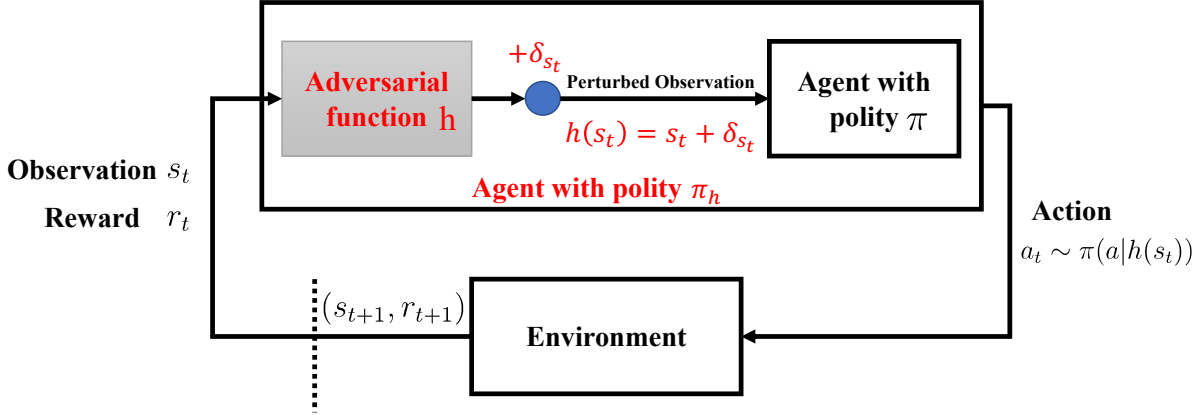 Adversarial
function h
+δ_{s_t}
Perturbed Observation
h(s_t) = s_t + δ_{s_t}
Agent with
polity π
Agent with polity π_h
Observation s_t
Reward r_t
Action
a_t ∼ π(a|h(s_t))
(s_{t+1}, r_{t+1})
Environment